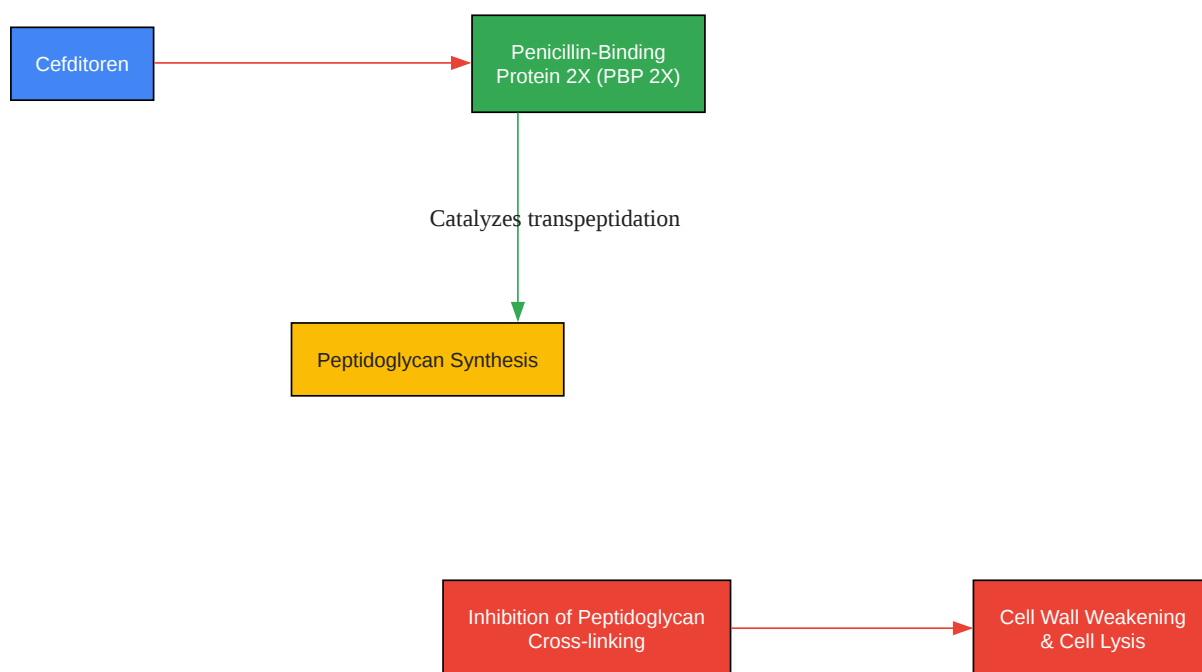 Cefditoren
Penicillin-Binding
Protein 2X (PBP 2X)
Catalyzes transpeptidation
Peptidoglycan Synthesis
Inhibition of Peptidoglycan
Cross-linking
Cell Wall Weakening
& Cell Lysis